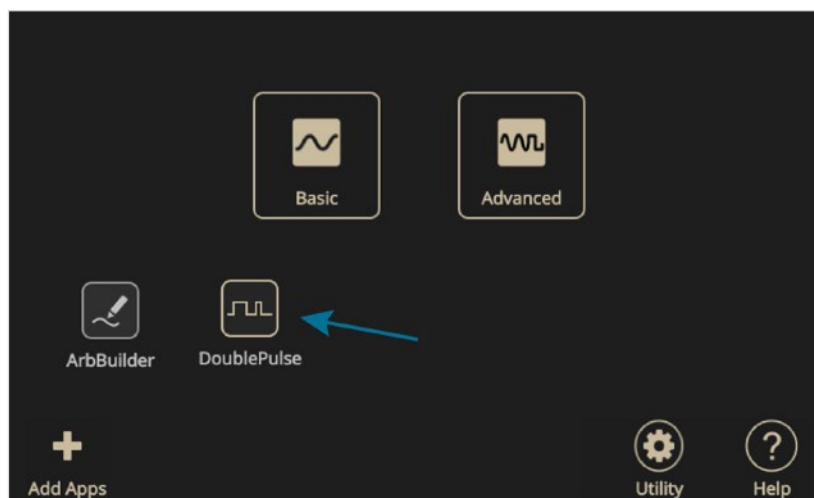 Basic
Advanced
ArbBuilder
DoublePulse
Add Apps
Utility
Help